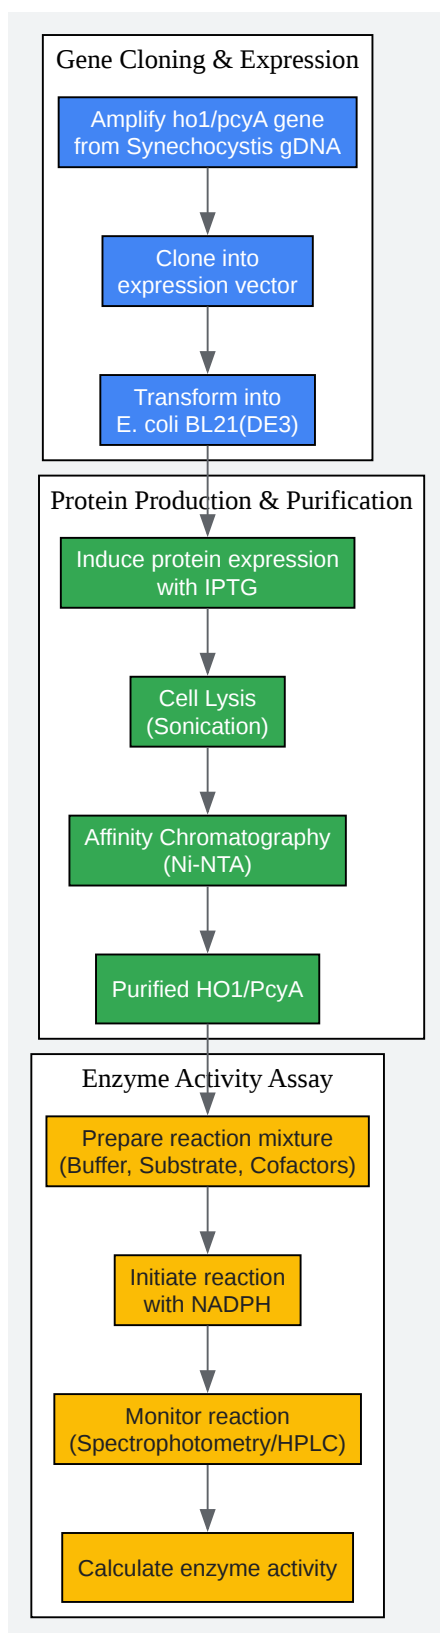 Gene Cloning & Expression
Amplify ho1/pcyA gene
from Synechocystis gDNA
Clone into
expression vector
Transform into
E. coli BL21(DE3)
Protein Production & Purification
Induce protein expression
with IPTG
Cell Lysis
(Sonication)
Affinity Chromatography
(Ni-NTA)
Purified HO1/PcyA
Enzyme Activity Assay
Prepare reaction mixture
(Buffer, Substrate, Cofactors)
Initiate reaction
with NADPH
Monitor reaction
(Spectrophotometry/HPLC)
Calculate enzyme activity